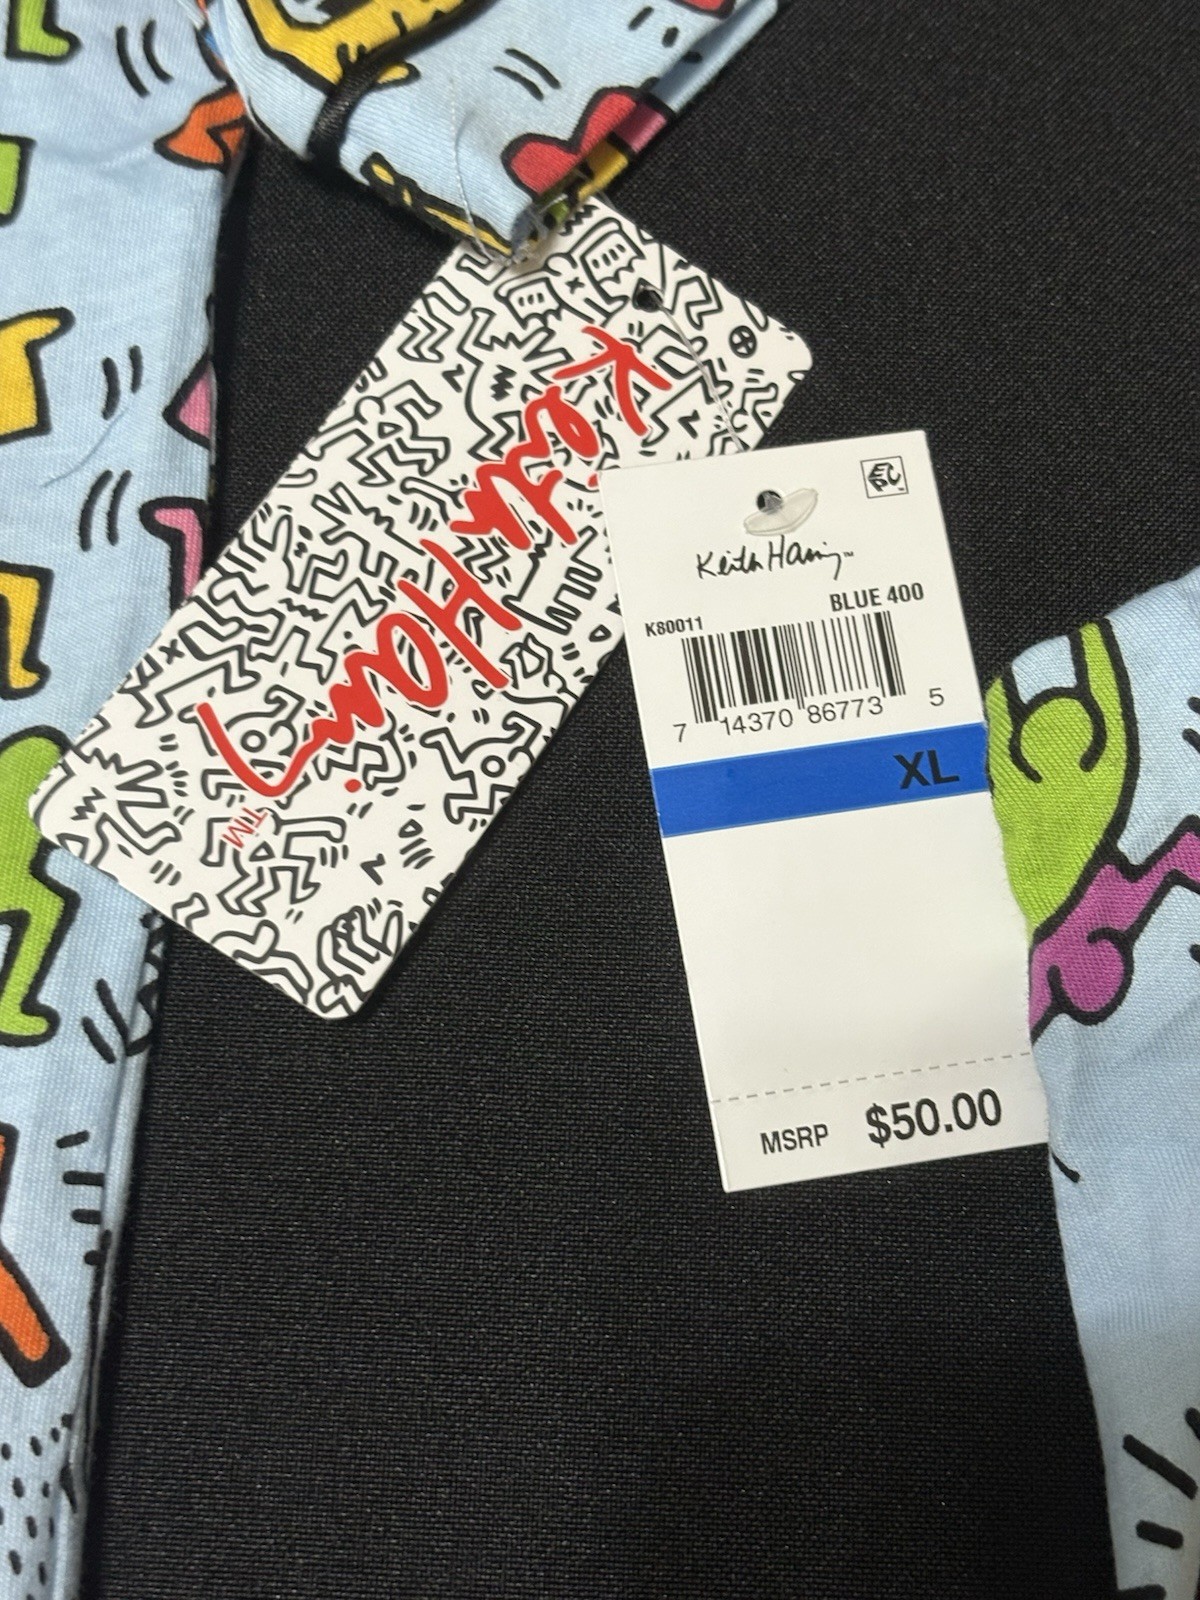 Keith Haring
TM
Keith Haring™
BLUE 400
K80011
7 14370 86773 5
XL
MSRP $50.00